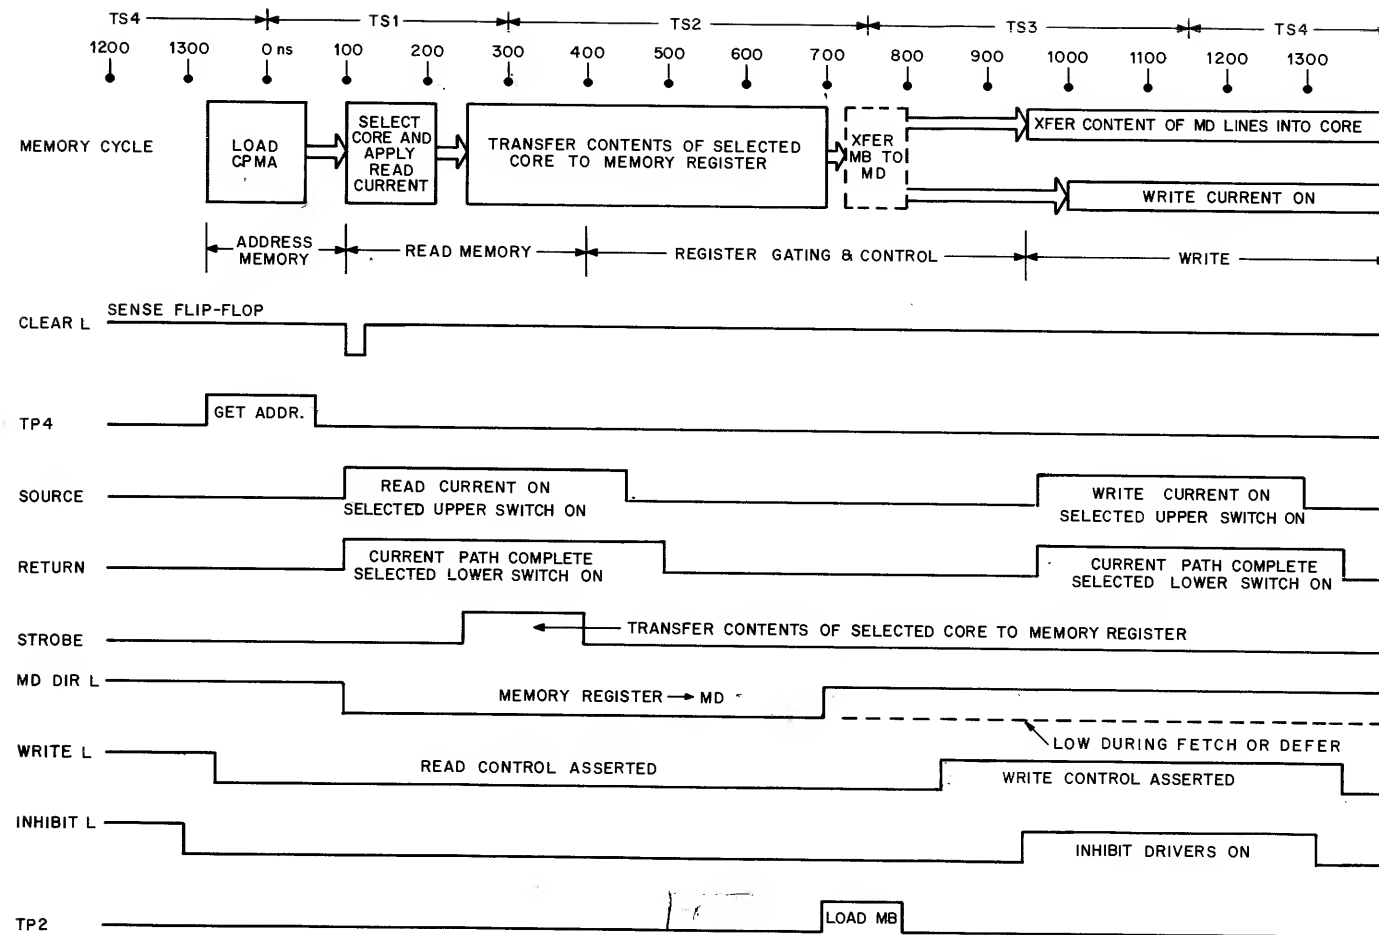 TS4 TS1 TS2 TS3 TS4
1200 1300 0 ns 100 200 300 400 500 600 700 800 900 1000 1100 1200 1300
MEMORY CYCLE
LOAD
CPMA
SELECT
CORE AND
APPLY
READ
CURRENT
TRANSFER CONTENTS OF SELECTED
CORE TO MEMORY REGISTER
XFER
MB TO
MD
XFER CONTENT OF MD LINES INTO CORE
WRITE CURRENT ON
ADDRESS
MEMORY
READ MEMORY
REGISTER GATING & CONTROL
WRITE
SENSE FLIP-FLOP
CLEAR L
TP4
GET ADDR.
SOURCE
READ CURRENT ON
SELECTED UPPER SWITCH ON
WRITE CURRENT ON
SELECTED UPPER SWITCH ON
RETURN
CURRENT PATH COMPLETE
SELECTED LOWER SWITCH ON
CURRENT PATH COMPLETE
SELECTED LOWER SWITCH ON
STROBE
TRANSFER CONTENTS OF SELECTED CORE TO MEMORY REGISTER
MD DIR L
MEMORY REGISTER → MD
LOW DURING FETCH OR DEFER
WRITE L
READ CONTROL ASSERTED
WRITE CONTROL ASSERTED
INHIBIT L
INHIBIT DRIVERS ON
TP2
LOAD MB